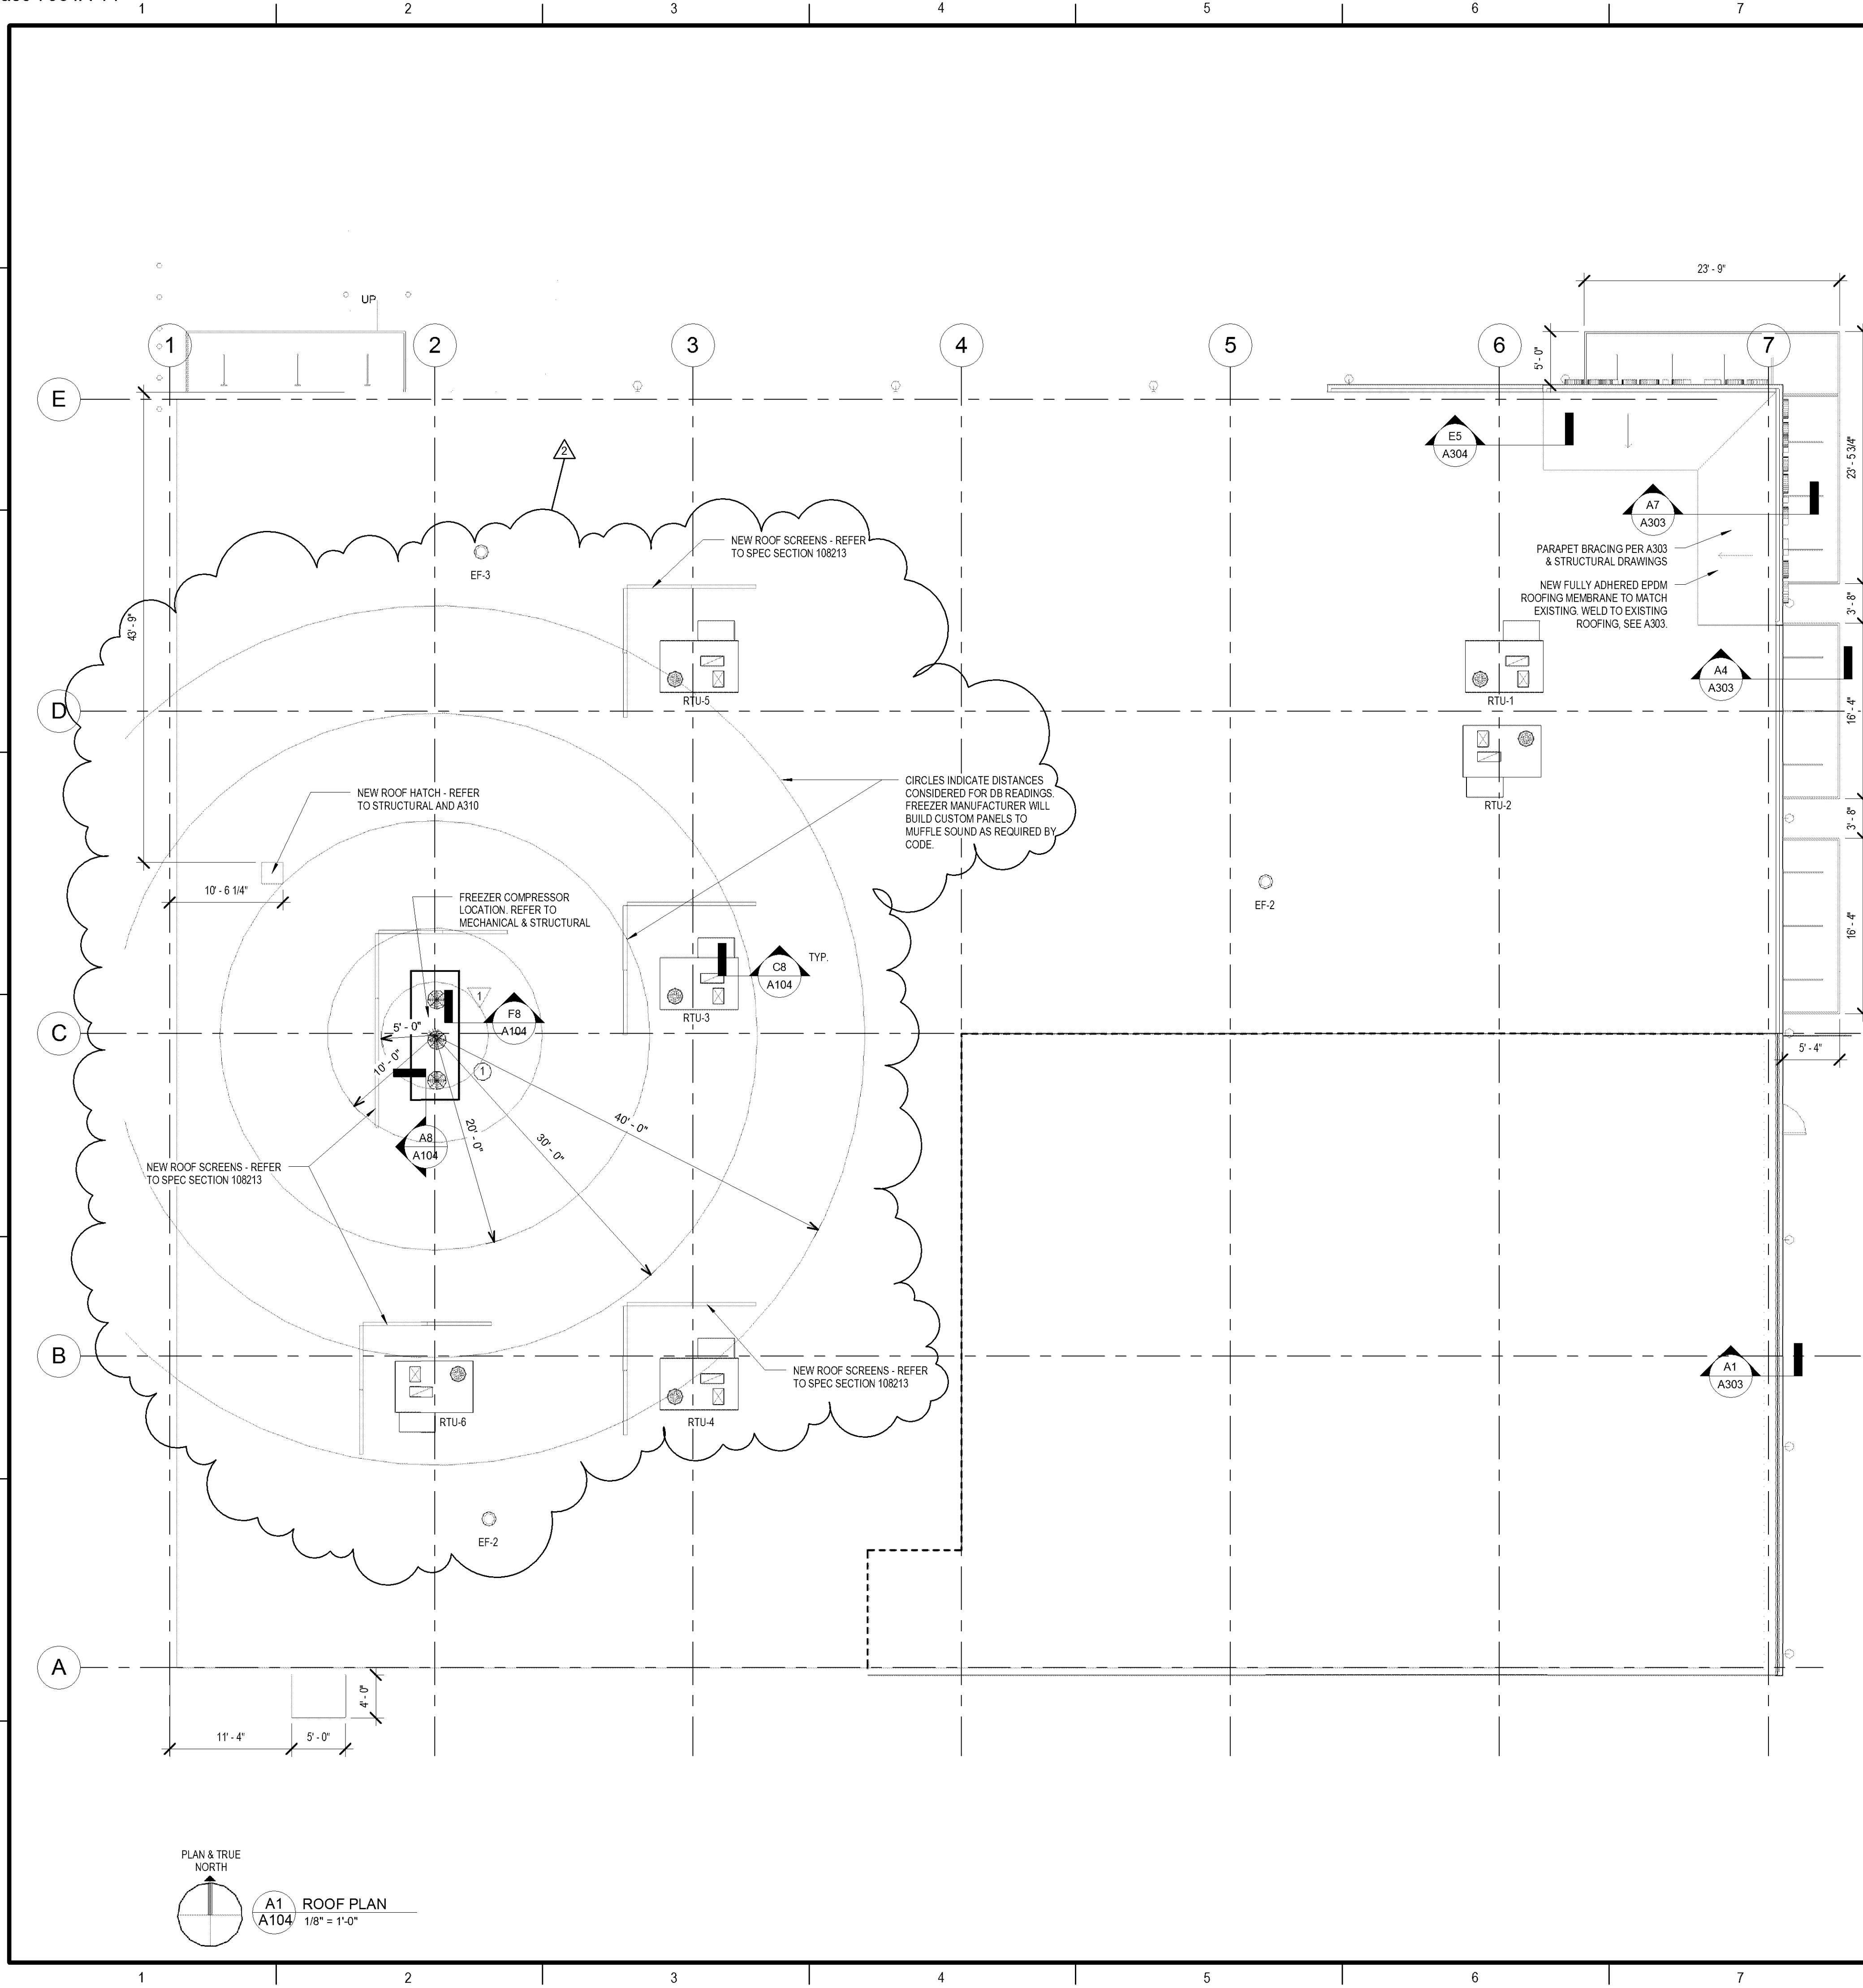 1
2
3
4
5
6
7
23' - 9"
UP
1
2
3
4
5
6
7
5' - 0"
E
2
E5
A304
23' - 5 3/4"
A7
A303
NEW ROOF SCREENS - REFER
TO SPEC SECTION 108213
PARAPET BRACING PER A303
& STRUCTURAL DRAWINGS
EF-3
NEW FULLY ADHERED EPDM
ROOFING MEMBRANE TO MATCH
EXISTING. WELD TO EXISTING
ROOFING, SEE A303.
3' - 8"
43' - 9"
A4
A303
RTU-5
RTU-1
D
16' - 4"
NEW ROOF HATCH - REFER
TO STRUCTURAL AND A310
CIRCLES INDICATE DISTANCES
CONSIDERED FOR DB READINGS.
FREEZER MANUFACTURER WILL
BUILD CUSTOM PANELS TO
MUFFLE SOUND AS REQUIRED BY
CODE.
RTU-2
3' - 8"
10' - 6 1/4"
FREEZER COMPRESSOR
LOCATION. REFER TO
MECHANICAL & STRUCTURAL
EF-2
16' - 4"
C8
A104
TYP.
1
F8
A104
RTU-3
5' - 0"
C
5' - 4"
10' - 0"
1
20' - 0"
30' - 0"
40' - 0"
A8
A104
NEW ROOF SCREENS - REFER
TO SPEC SECTION 108213
B
NEW ROOF SCREENS - REFER
TO SPEC SECTION 108213
A1
A303
RTU-6
RTU-4
EF-2
A
4' - 0"
11' - 4"
5' - 0"
PLAN & TRUE
NORTH
A1
A104
ROOF PLAN
1/8" = 1'-0"
1
2
3
4
5
6
7